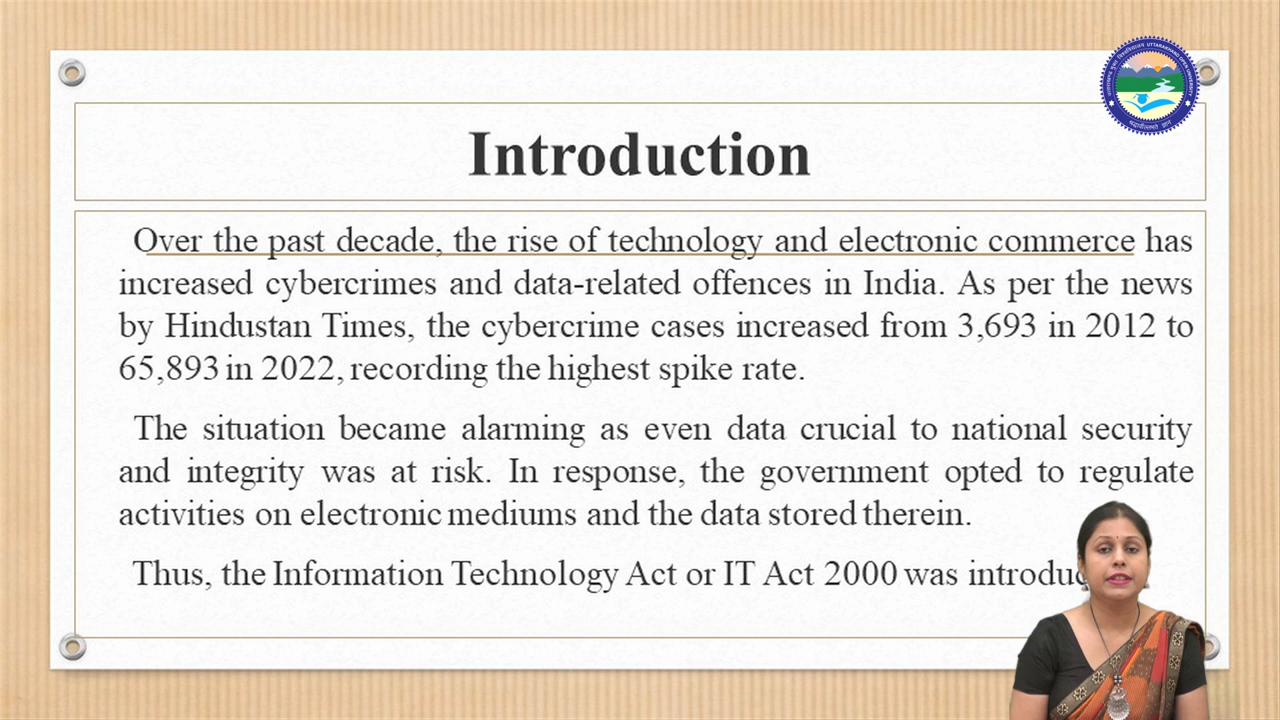 UTTARAKHAND OPEN UNIVERSITY
Introduction
Over the past decade, the rise of technology and electronic commerce has
increased cybercrimes and data-related offences in India. As per the news
by Hindustan Times, the cybercrime cases increased from 3,693 in 2012 to
65,893 in 2022, recording the highest spike rate.
The situation became alarming as even data crucial to national security
and integrity was at risk. In response, the government opted to regulate
activities on electronic mediums and the data stored therein.
Thus, the Information Technology Act or IT Act 2000 was introduc